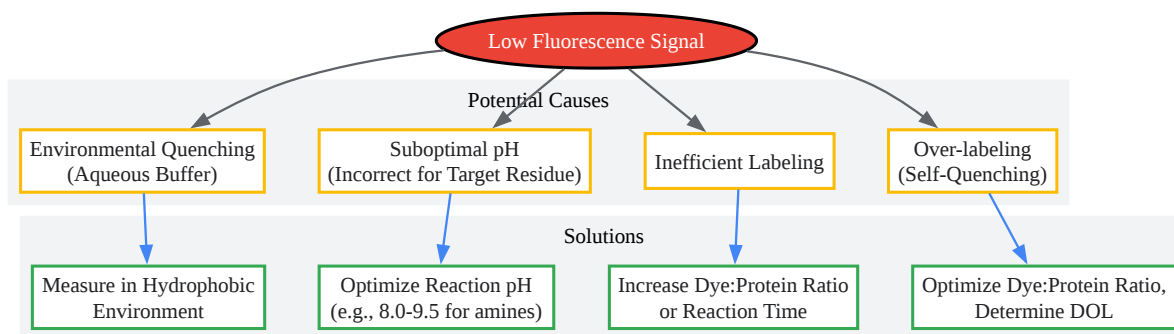 Low Fluorescence Signal
Potential Causes
Environmental Quenching
(Aqueous Buffer)
Suboptimal pH
(Incorrect for Target Residue)
Inefficient Labeling
Over-labeling
(Self-Quenching)
Solutions
Measure in Hydrophobic
Environment
Optimize Reaction pH
(e.g., 8.0-9.5 for amines)
Increase Dye:Protein Ratio
or Reaction Time
Optimize Dye:Protein Ratio,
Determine DOL